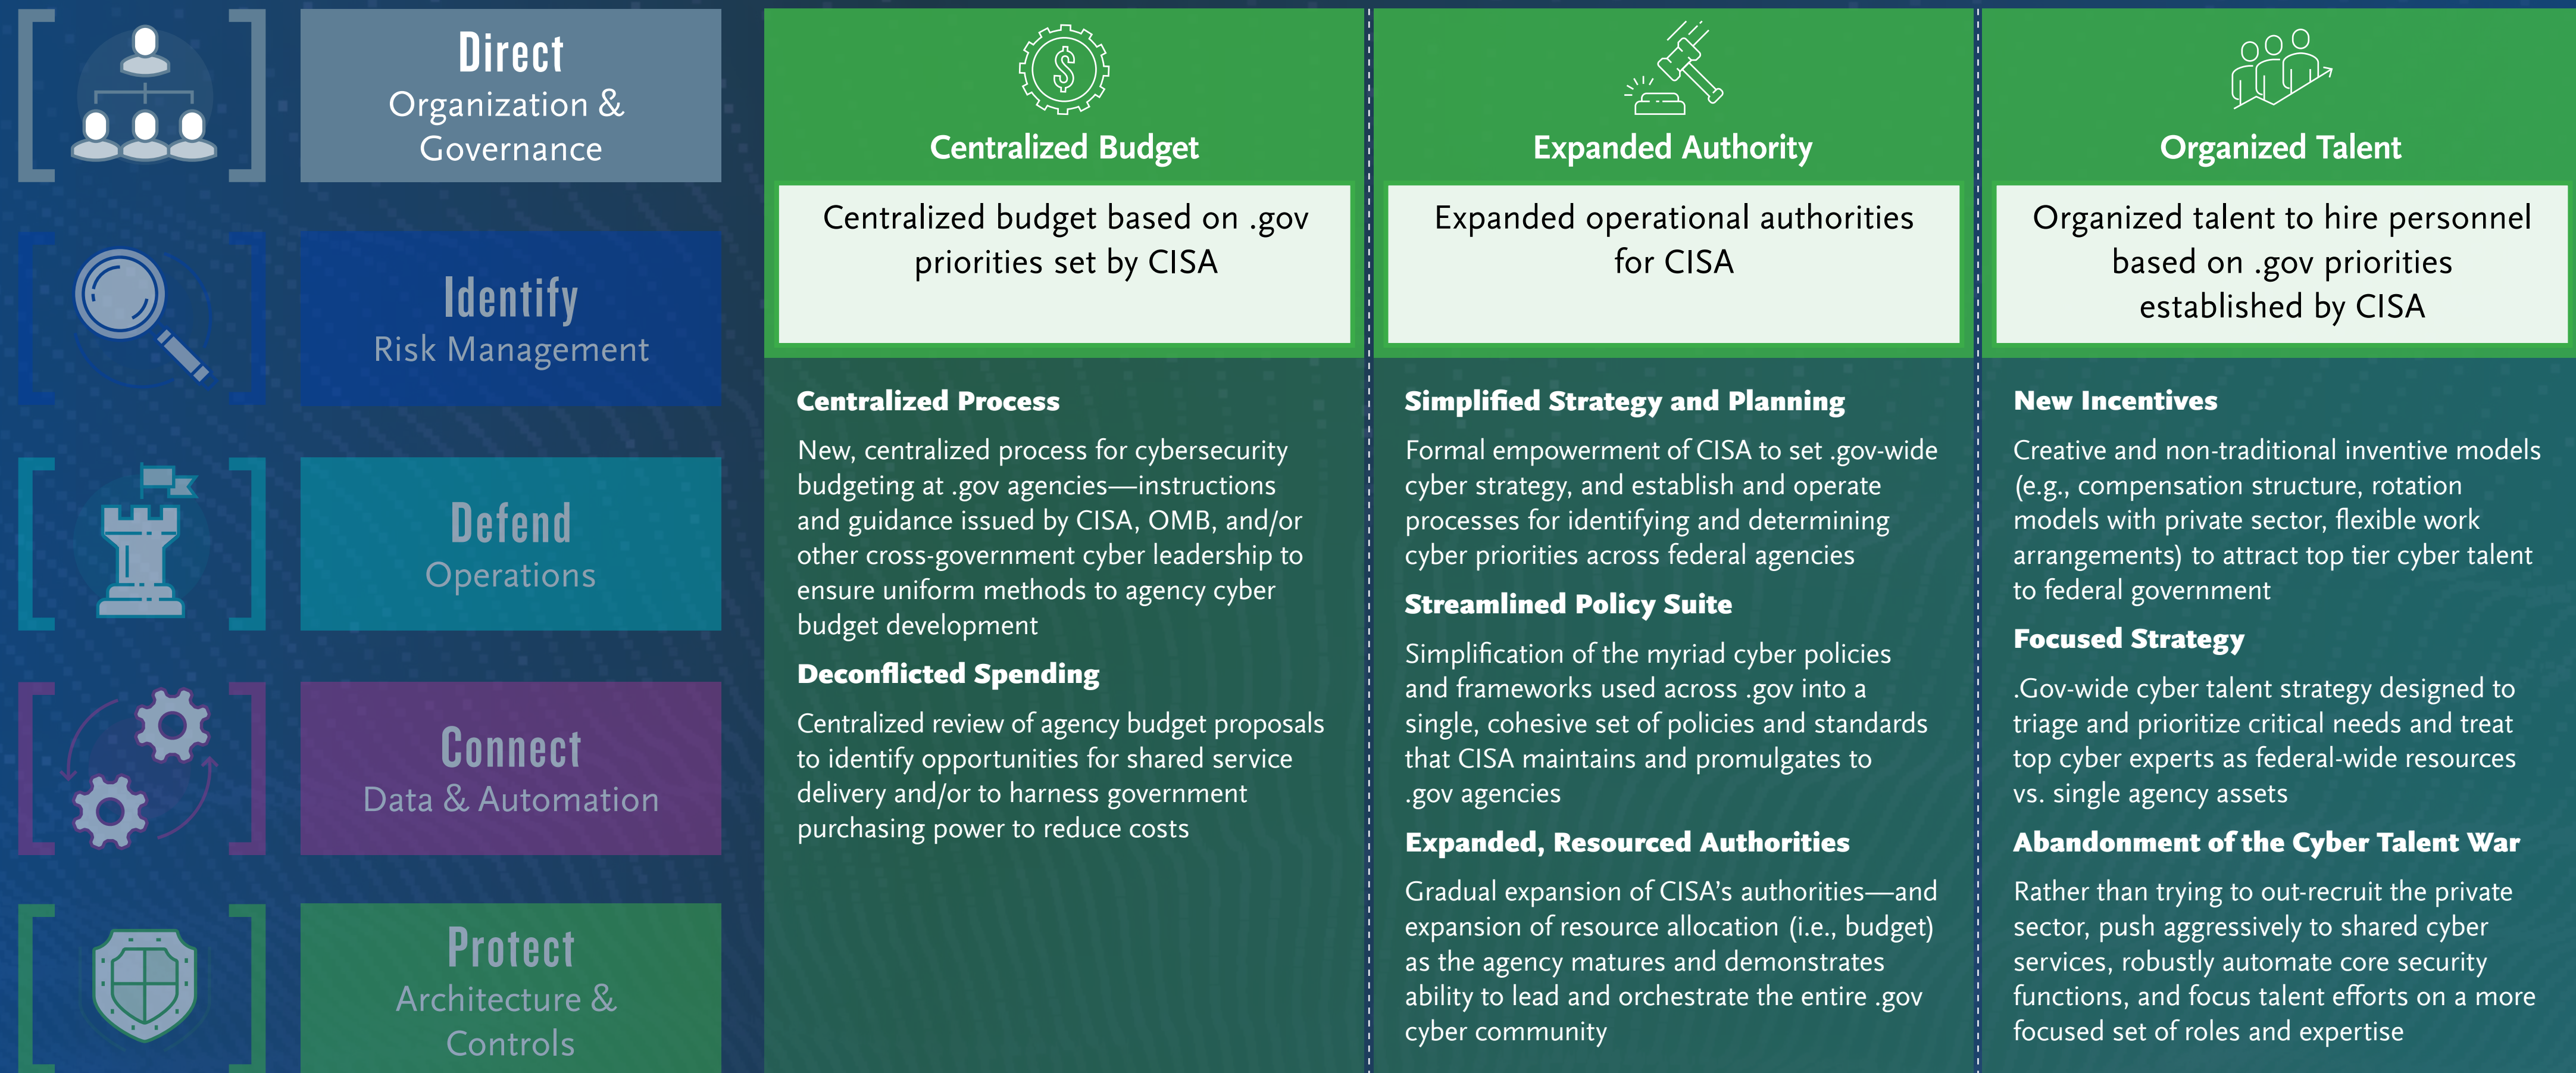 Direct
Organization &
Governance
Identify
Risk Management
Defend
Operations
Connect
Data & Automation
Protect
Architecture &
Controls
Centralized Budget
Centralized budget based on .gov
priorities set by CISA
Centralized Process
New, centralized process for cybersecurity
budgeting at .gov agencies—instructions
and guidance issued by CISA, OMB, and/or
other cross-government cyber leadership to
ensure uniform methods to agency cyber
budget development
Deconflicted Spending
Centralized review of agency budget proposals
to identify opportunities for shared service
delivery and/or to harness government
purchasing power to reduce costs
Expanded Authority
Expanded operational authorities
for CISA
Simplified Strategy and Planning
Formal empowerment of CISA to set .gov-wide
cyber strategy, and establish and operate
processes for identifying and determining
cyber priorities across federal agencies
Streamlined Policy Suite
Simplification of the myriad cyber policies
and frameworks used across .gov into a
single, cohesive set of policies and standards
that CISA maintains and promulgates to
.gov agencies
Expanded, Resourced Authorities
Gradual expansion of CISA's authorities—and
expansion of resource allocation (i.e., budget)
as the agency matures and demonstrates
ability to lead and orchestrate the entire .gov
cyber community
Organized Talent
Organized talent to hire personnel
based on .gov priorities
established by CISA
New Incentives
Creative and non-traditional inventive models
(e.g., compensation structure, rotation
models with private sector, flexible work
arrangements) to attract top tier cyber talent
to federal government
Focused Strategy
.Gov-wide cyber talent strategy designed to
triage and prioritize critical needs and treat
top cyber experts as federal-wide resources
vs. single agency assets
Abandonment of the Cyber Talent War
Rather than trying to out-recruit the private
sector, push aggressively to shared cyber
services, robustly automate core security
functions, and focus talent efforts on a more
focused set of roles and expertise